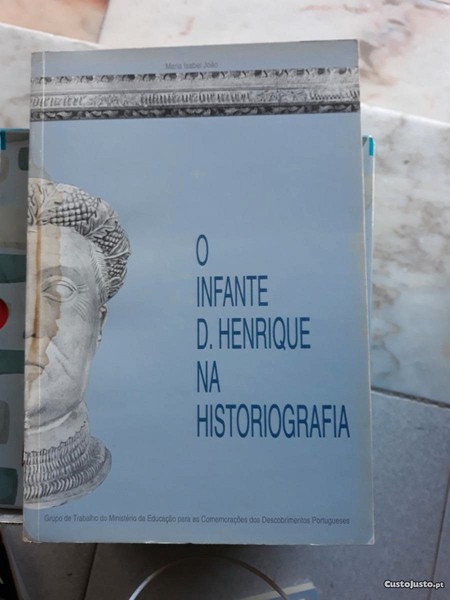 Maria Isabel João
O
INFANTE
D. HENRIQUE
NA
HISTORIOGRAFIA
Grupo de Trabalho do Ministério da Educação para as Comemorações dos Descobrimentos Portugueses
CustoJusto.pt